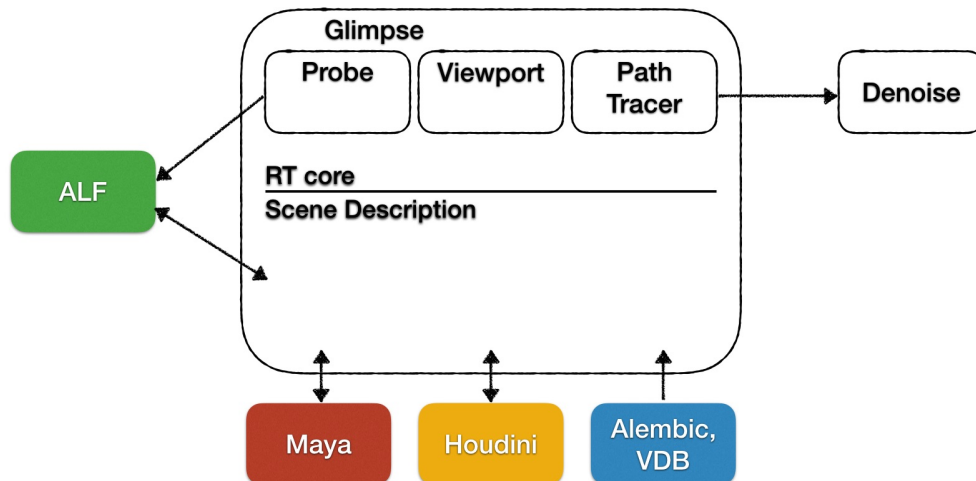 Glimpse
Probe
Viewport
Path
Tracer
Denoise
ALF
RT core
Scene Description
Maya
Houdini
Alembic,
VDB